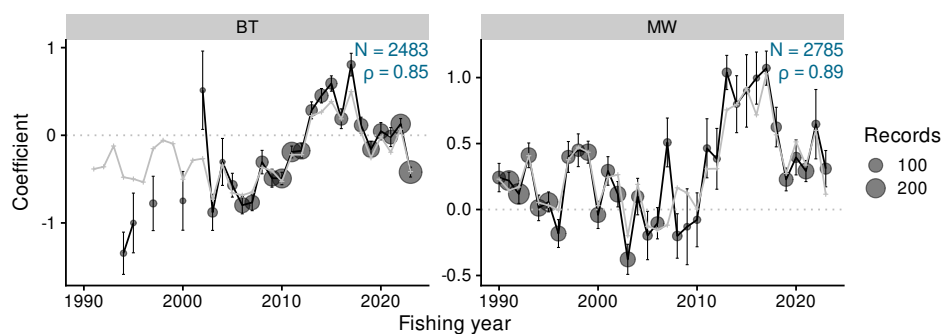 BT
MW
N = 2483
ρ = 0.85
N = 2785
ρ = 0.89
Coefficient
1
0
-1
1.0
0.5
0.0
-0.5
1990
2000
2010
2020
1990
2000
2010
2020
Fishing year
Records
100
200